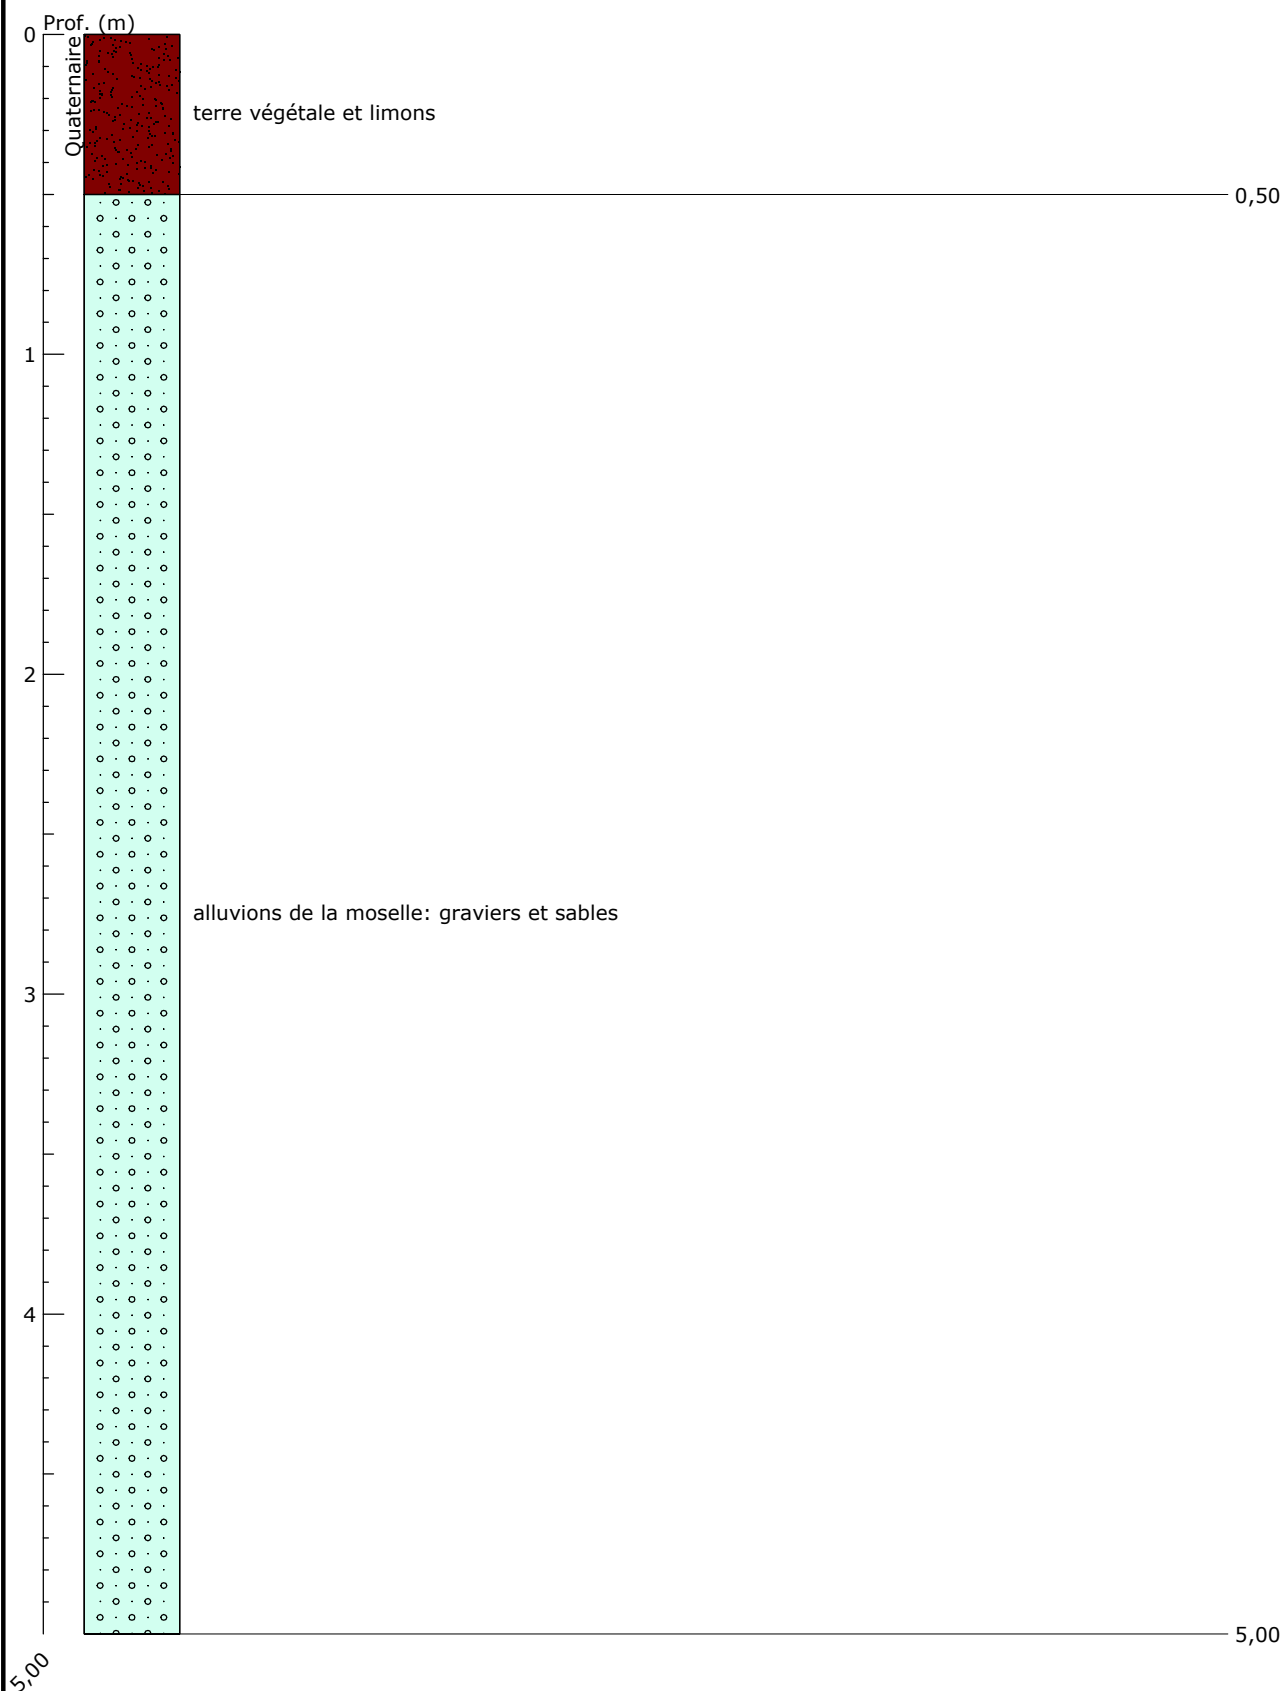 Prof. (m)
0
Quaternaire
terre végétale et limons
0,50
1
2
alluvions de la moselle: graviers et sables
3
4
5,00
5,00